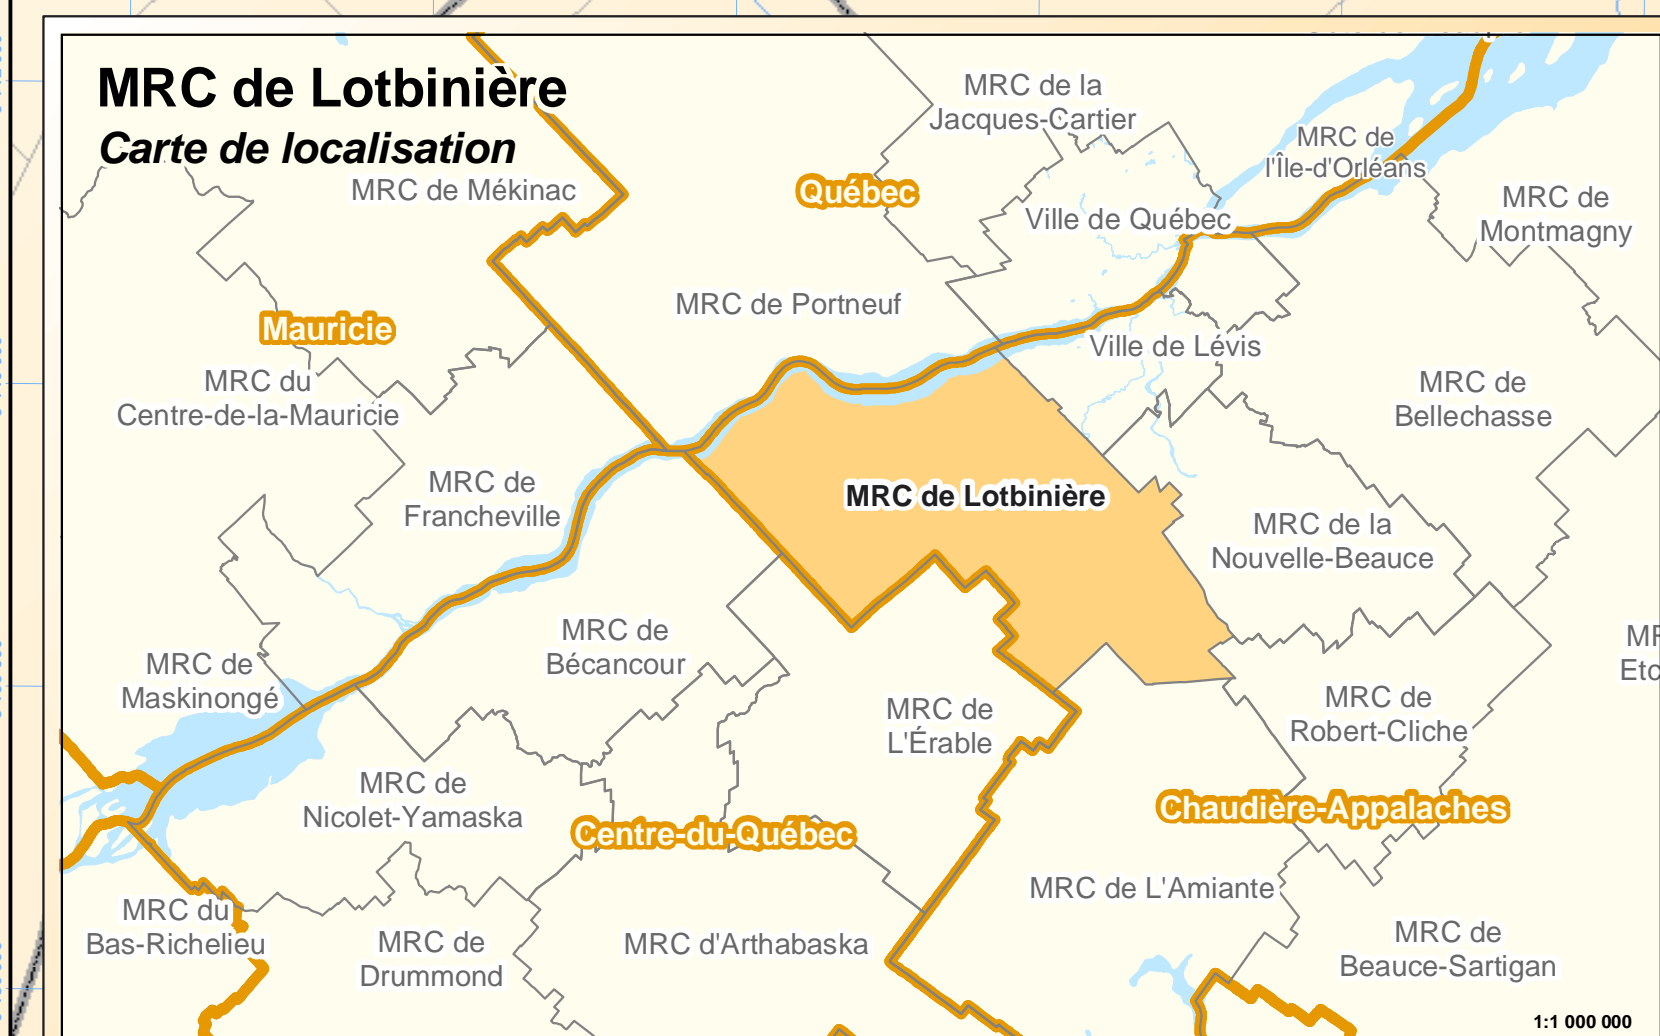 MRC de Lotbinière
Carte de localisation
MRC de la
Jacques-Cartier
MRC de
l'Île-d'Orléans
MRC de Mékinac
Québec
Ville de Québec
MRC de
Montmagny
MRC de Portneuf
Mauricie
Ville de Lévis
MRC du
Centre-de-la-Mauricie
MRC de
Bellechasse
MRC de
Francheville
MRC de Lotbinière
MRC de la
Nouvelle-Beauce
MRC de
Bécancour
MRC de
Maskinongé
MRC de
L'Érable
MRC de
Robert-Cliche
MRC de
Nicolet-Yamaska
Centre-du-Québec
Chaudière-Appalaches
MRC du
Bas-Richelieu
MRC de
Drummond
MRC d'Arthabaska
MRC de L'Amiante
MRC de
Beauce-Sartigan
1:1 000 000